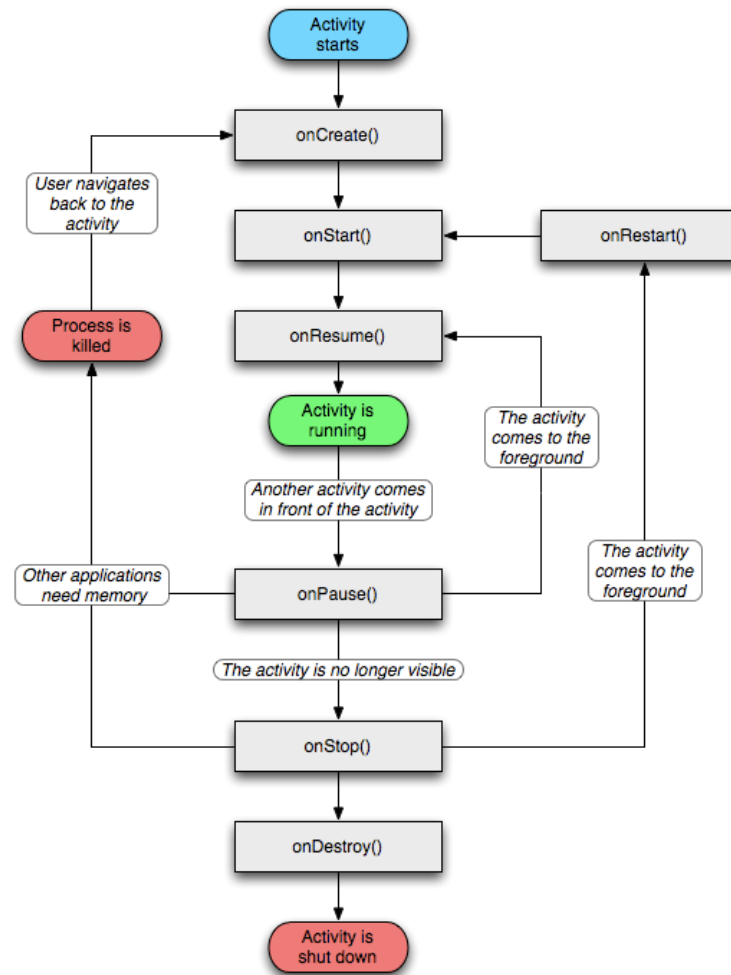 Activity
starts
onCreate()
User navigates
back to the
activity
onStart()
onRestart()
Process is
killed
onResume()
Activity is
running
The activity
comes to the
foreground
Another activity comes
in front of the activity
The activity
comes to the
foreground
Other applications
need memory
onPause()
The activity is no longer visible
onStop()
onDestroy()
Activity is
shut down